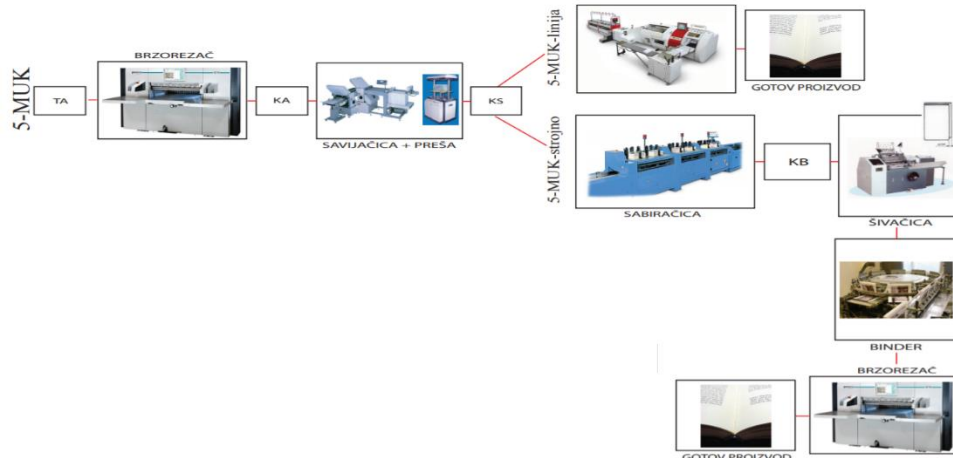 5-MUK
TA
BRZOREZAČ
KA
SAVIJAČICA + PREŠA
KS
5-MUK-linija
GOTOV PROIZVOD
5-MUK-strojno
SABIRAČICA
KB
ŠIVAČICA
BINDER
BRZOREZAČ
GOTOV PROIZVOD